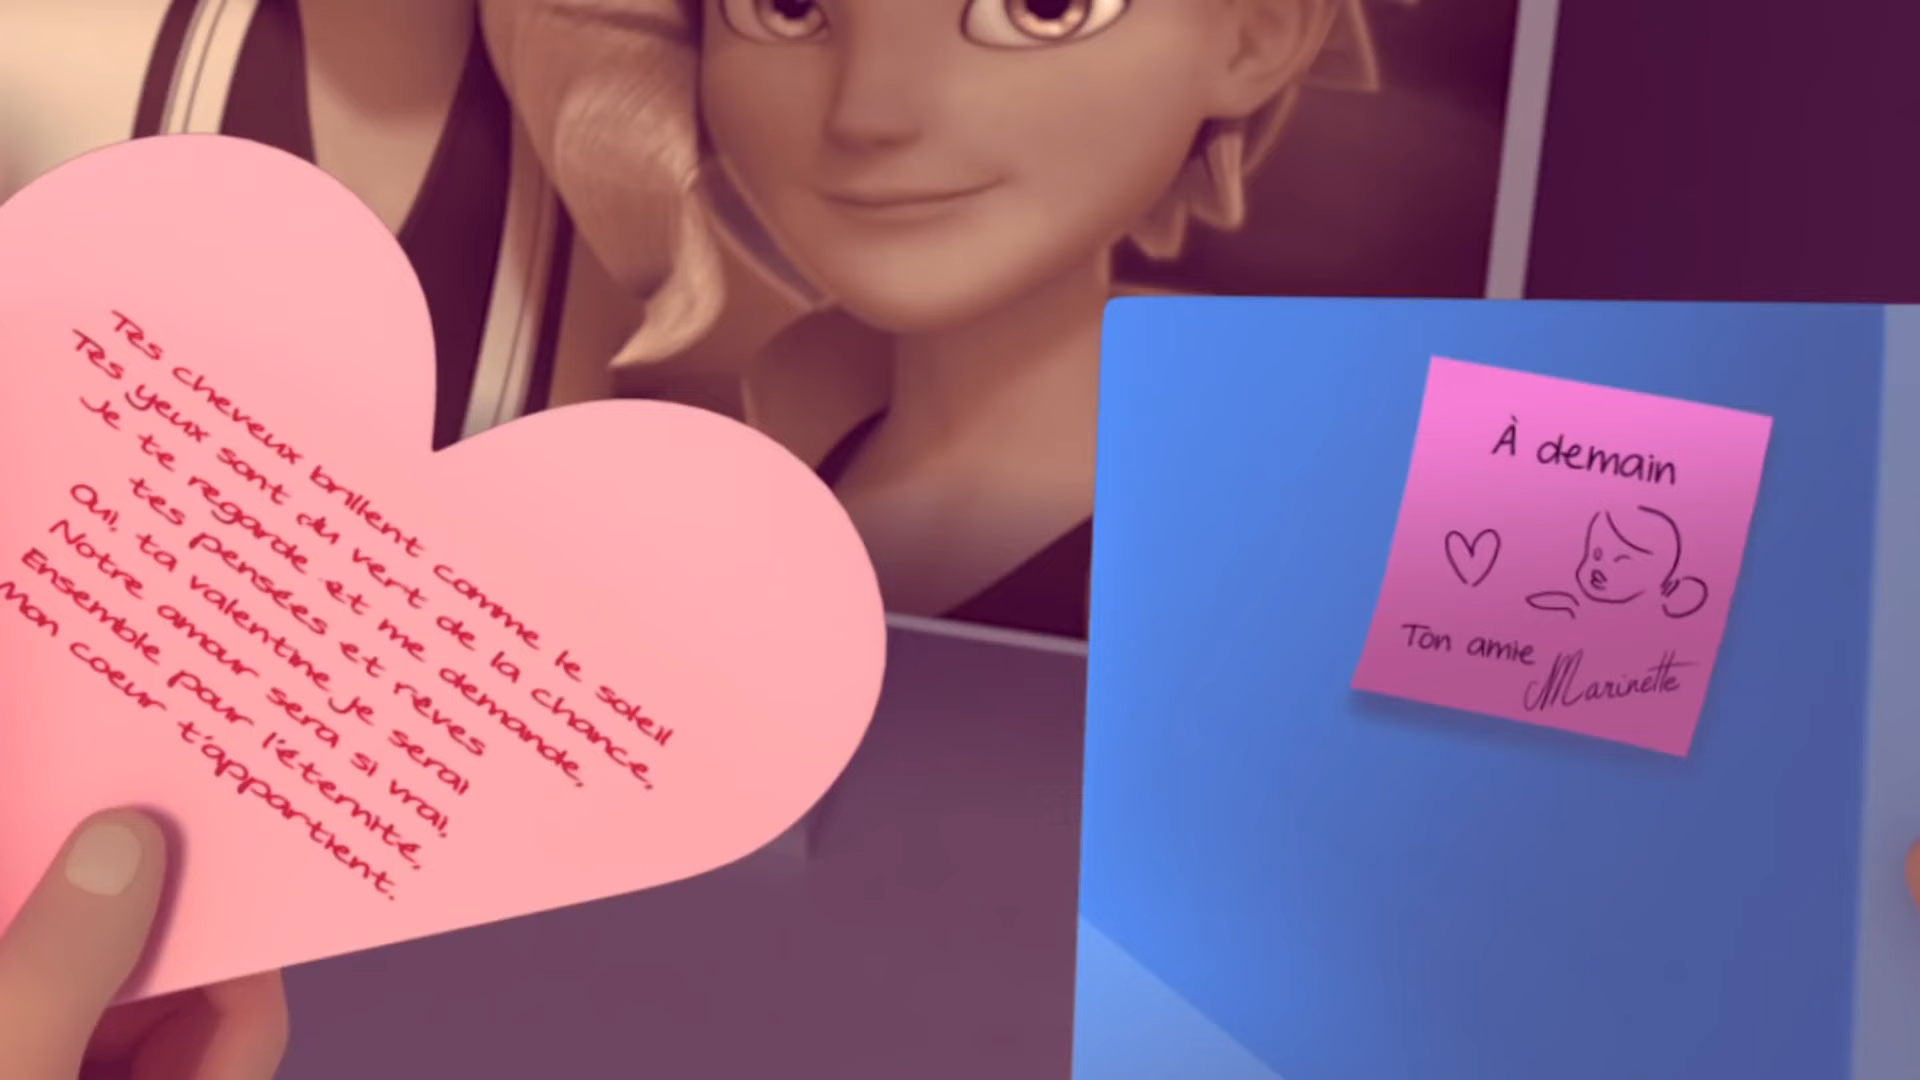 Tes cheveux brillent comme le soleil
Tes yeux sont du vert de la chance,
Je te regarde et me demande,
tes pensées et rêves
Oui, ta valentine je serai
Notre amour sera si vrai,
Ensemble pour l'éternité,
Mon coeur t'appartient.
À demain
Ton amie
Marinette